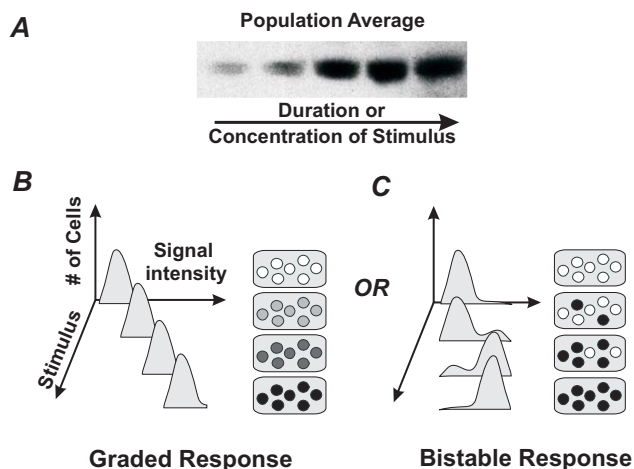 A
Population Average
Duration or
Concentration of Stimulus
B
# of Cells
Signal
intensity
Stimulus
Graded Response
OR
C
Bistable Response